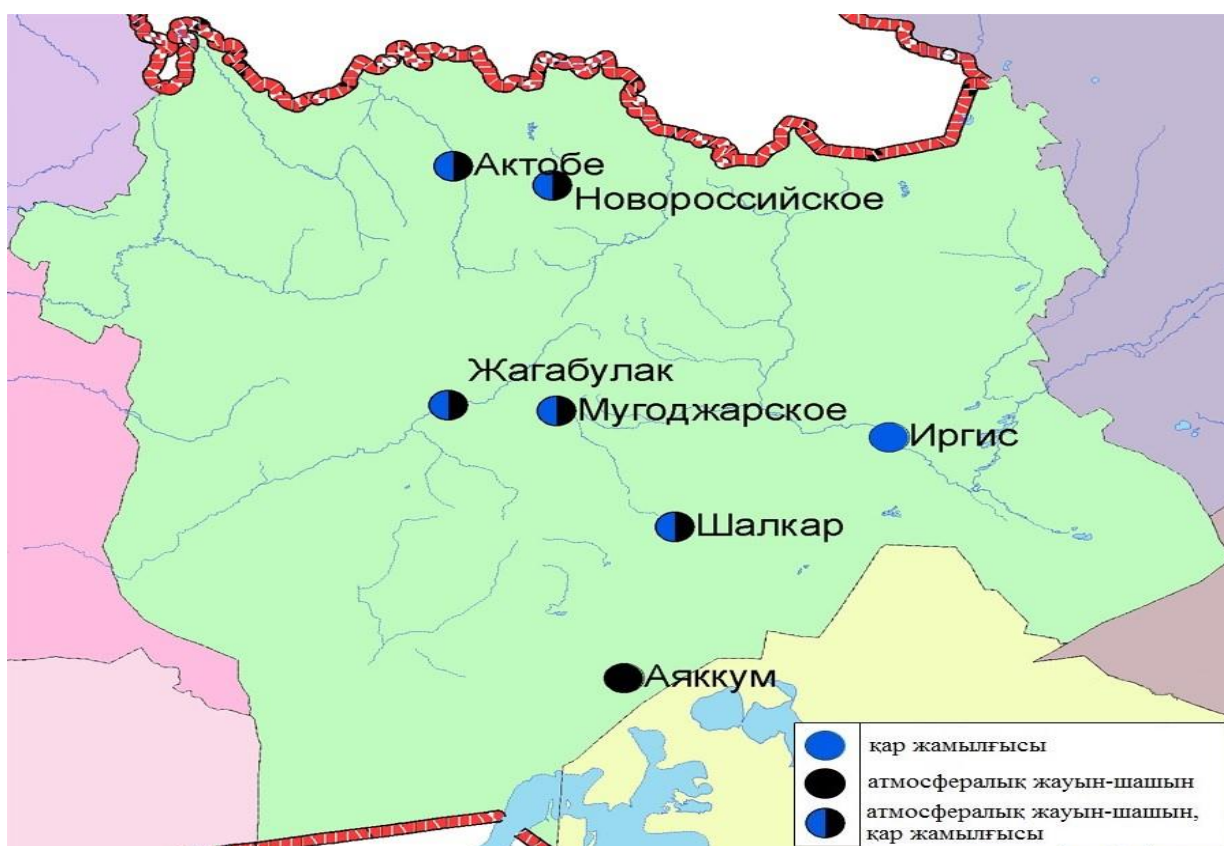 Актобе
Новороссийское
Жагабулак
Мугоджарское
Иргис
Шалкар
Аяккум
қар жамылғысы
атмосфералық жауын-шашын
атмосфералық жауын-шашын,
қар жамылғысы